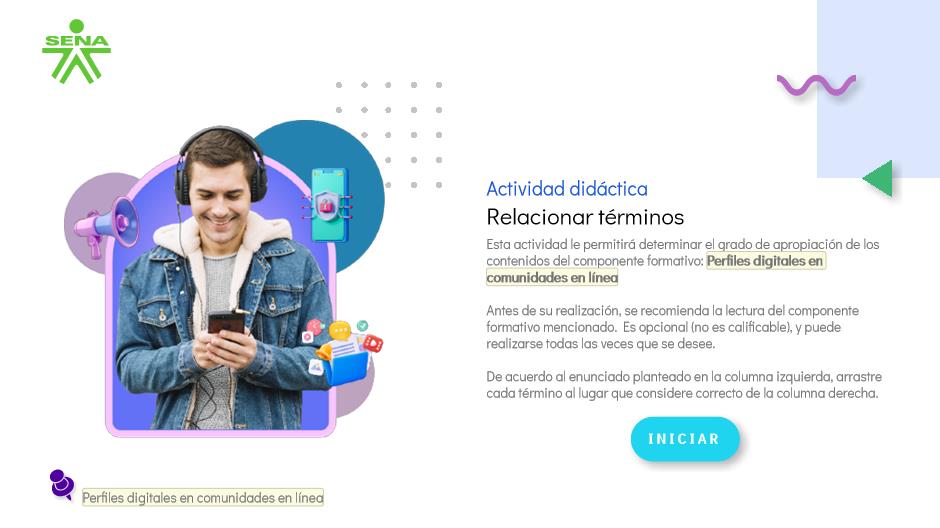 SENA
Actividad didáctica
Relacionar términos
Esta actividad le permitirá determinar el grado de apropiación de los
contenidos del componente formativo: Perfiles digitales en
comunidades en línea
Antes de su realización, se recomienda la lectura del componente
formativo mencionado. Es opcional (no es calificable), y puede
realizarse todas las veces que se desee.
De acuerdo al enunciado planteado en la columna izquierda, arrastre
cada término al lugar que considere correcto de la columna derecha.
INICIAR
Perfiles digitales en comunidades en línea